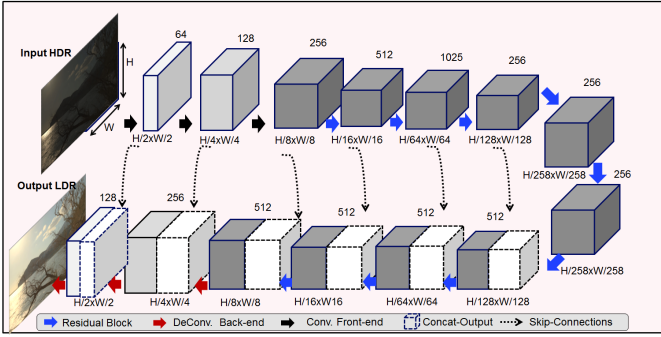 Input HDR
64
128
256
512
1025
256
256
H
W
H/2xW/2
H/4xW/4
H/8xW/8
H/16xW/16
H/64xW/64
H/128xW/128
H/258xW/258
256
Output LDR
128
256
512
512
512
512
H/258xW/258
H/2xW/2
H/4xW/4
H/8xW/8
H/16xW16
H/64xW/64
H/128xW/128
Residual Block
DeConv. Back-end
Conv. Front-end
Concat-Output
Skip-Connections